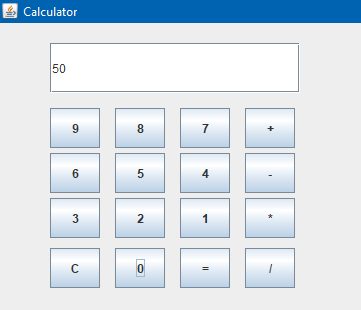 Calculator
50
9 8 7 +
6 5 4 -
3 2 1 *
C 0 = /